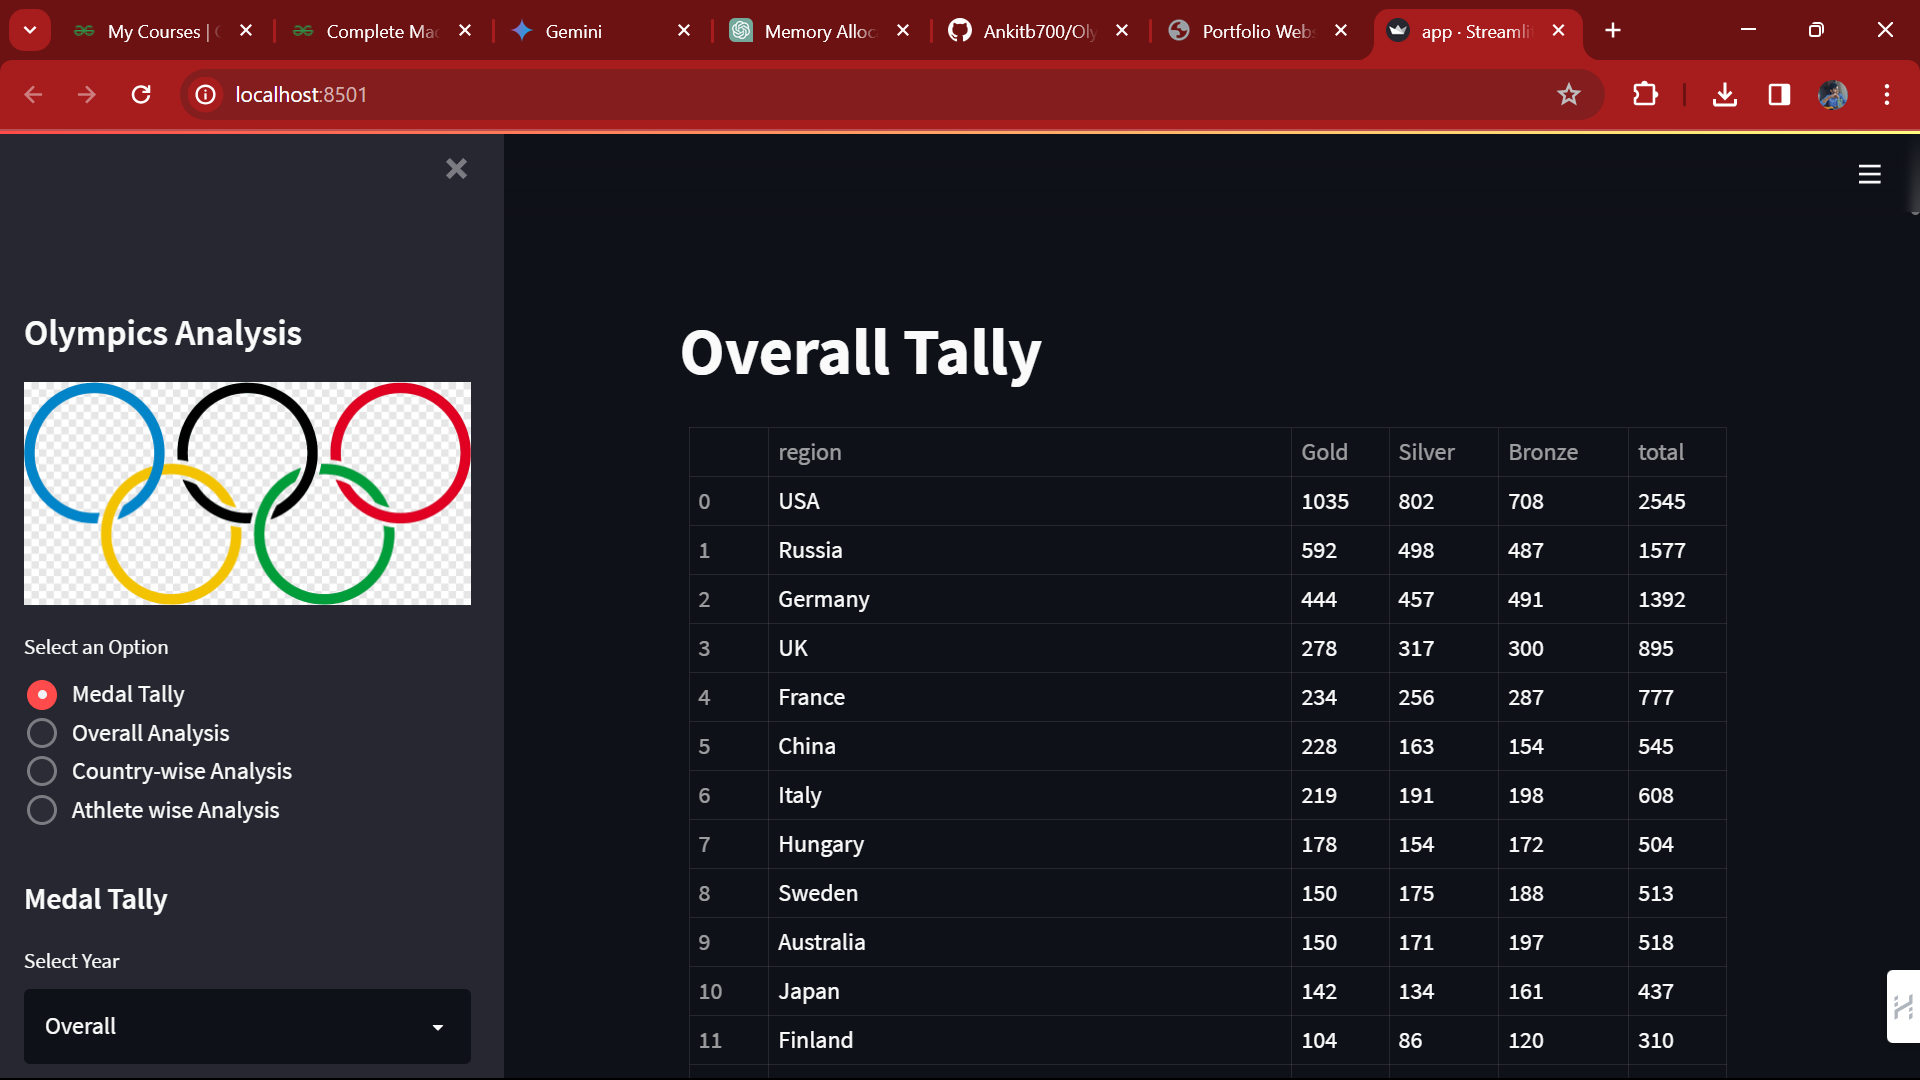 My Courses | G
Complete Mac
Gemini
Memory Alloc
Ankitb700/Oly
Portfolio Webs
app · Streamlit
localhost:8501
Olympics Analysis
Select an Option
Medal Tally
Overall Analysis
Country-wise Analysis
Athlete wise Analysis
Medal Tally
Select Year
Overall
Overall Tally
region Gold Silver Bronze total
0 USA 1035 802 708 2545
1 Russia 592 498 487 1577
2 Germany 444 457 491 1392
3 UK 278 317 300 895
4 France 234 256 287 777
5 China 228 163 154 545
6 Italy 219 191 198 608
7 Hungary 178 154 172 504
8 Sweden 150 175 188 513
9 Australia 150 171 197 518
10 Japan 142 134 161 437
11 Finland 104 86 120 310